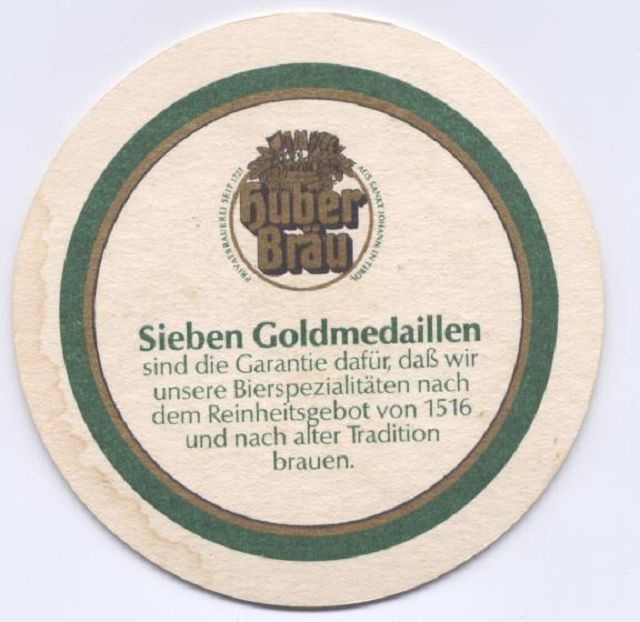 PRIVATBRAUEREI SEIT 1727
AUS SANKT JOHANN IN TIROL
Huber
Bräu
Sieben Goldmedaillen
sind die Garantie dafür, daß wir
unsere Bierspezialitäten nach
dem Reinheitsgebot von 1516
und nach alter Tradition
brauen.